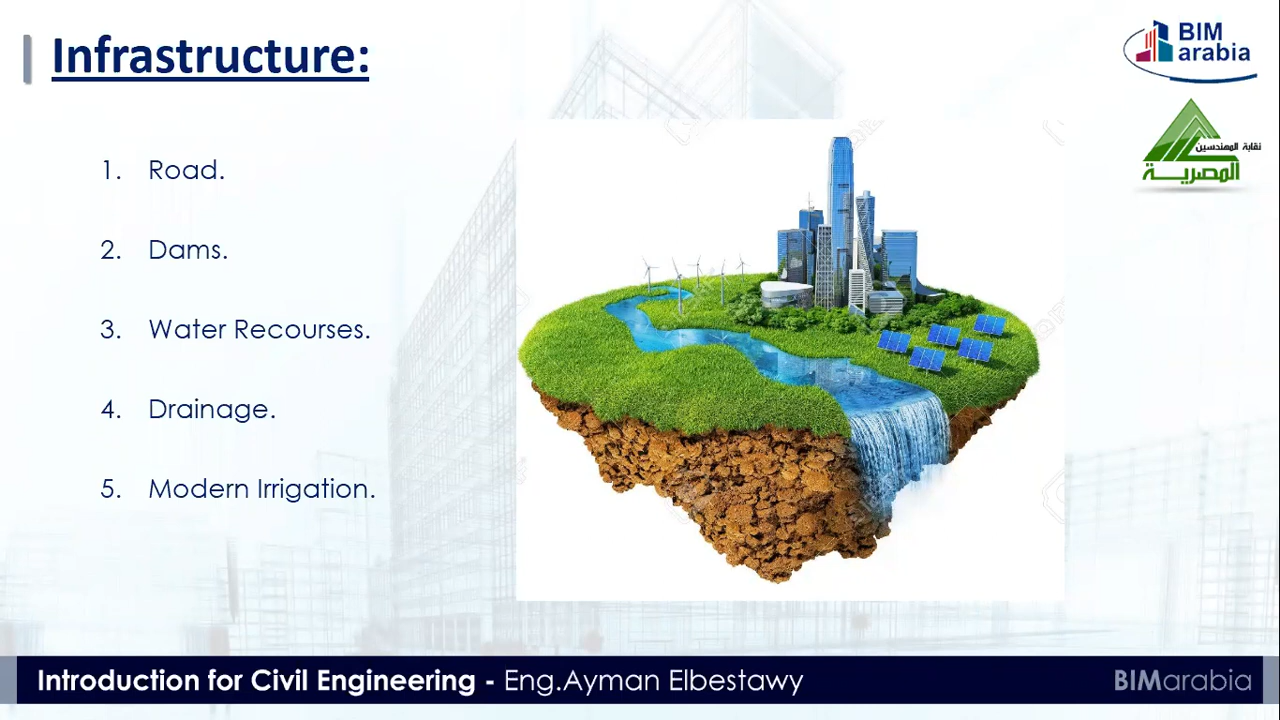 Infrastructure:
BIM
arabia
نقابة المهندسين
المصرية
1. Road.
2. Dams.
3. Water Recourses.
4. Drainage.
5. Modern Irrigation.
Introduction for Civil Engineering - Eng.Ayman Elbestawy
BIMarabia